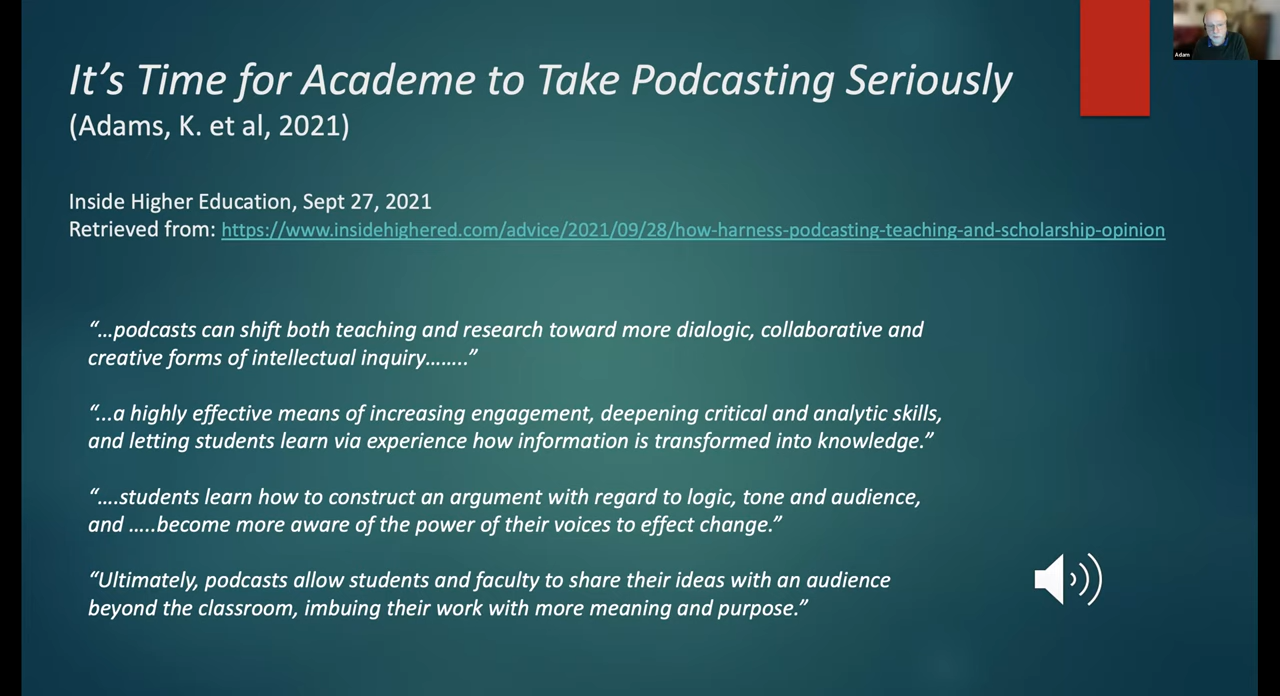 It's Time for Academe to Take Podcasting Seriously
(Adams, K. et al, 2021)
Inside Higher Education, Sept 27, 2021
Retrieved from: https://www.insidehighered.com/advice/2021/09/28/how-harness-podcasting-teaching-and-scholarship-opinion
“…podcasts can shift both teaching and research toward more dialogic, collaborative and
creative forms of intellectual inquiry……..”
“…a highly effective means of increasing engagement, deepening critical and analytic skills,
and letting students learn via experience how information is transformed into knowledge.”
“….students learn how to construct an argument with regard to logic, tone and audience,
and …..become more aware of the power of their voices to effect change.”
“Ultimately, podcasts allow students and faculty to share their ideas with an audience
beyond the classroom, imbuing their work with more meaning and purpose.”
Adam